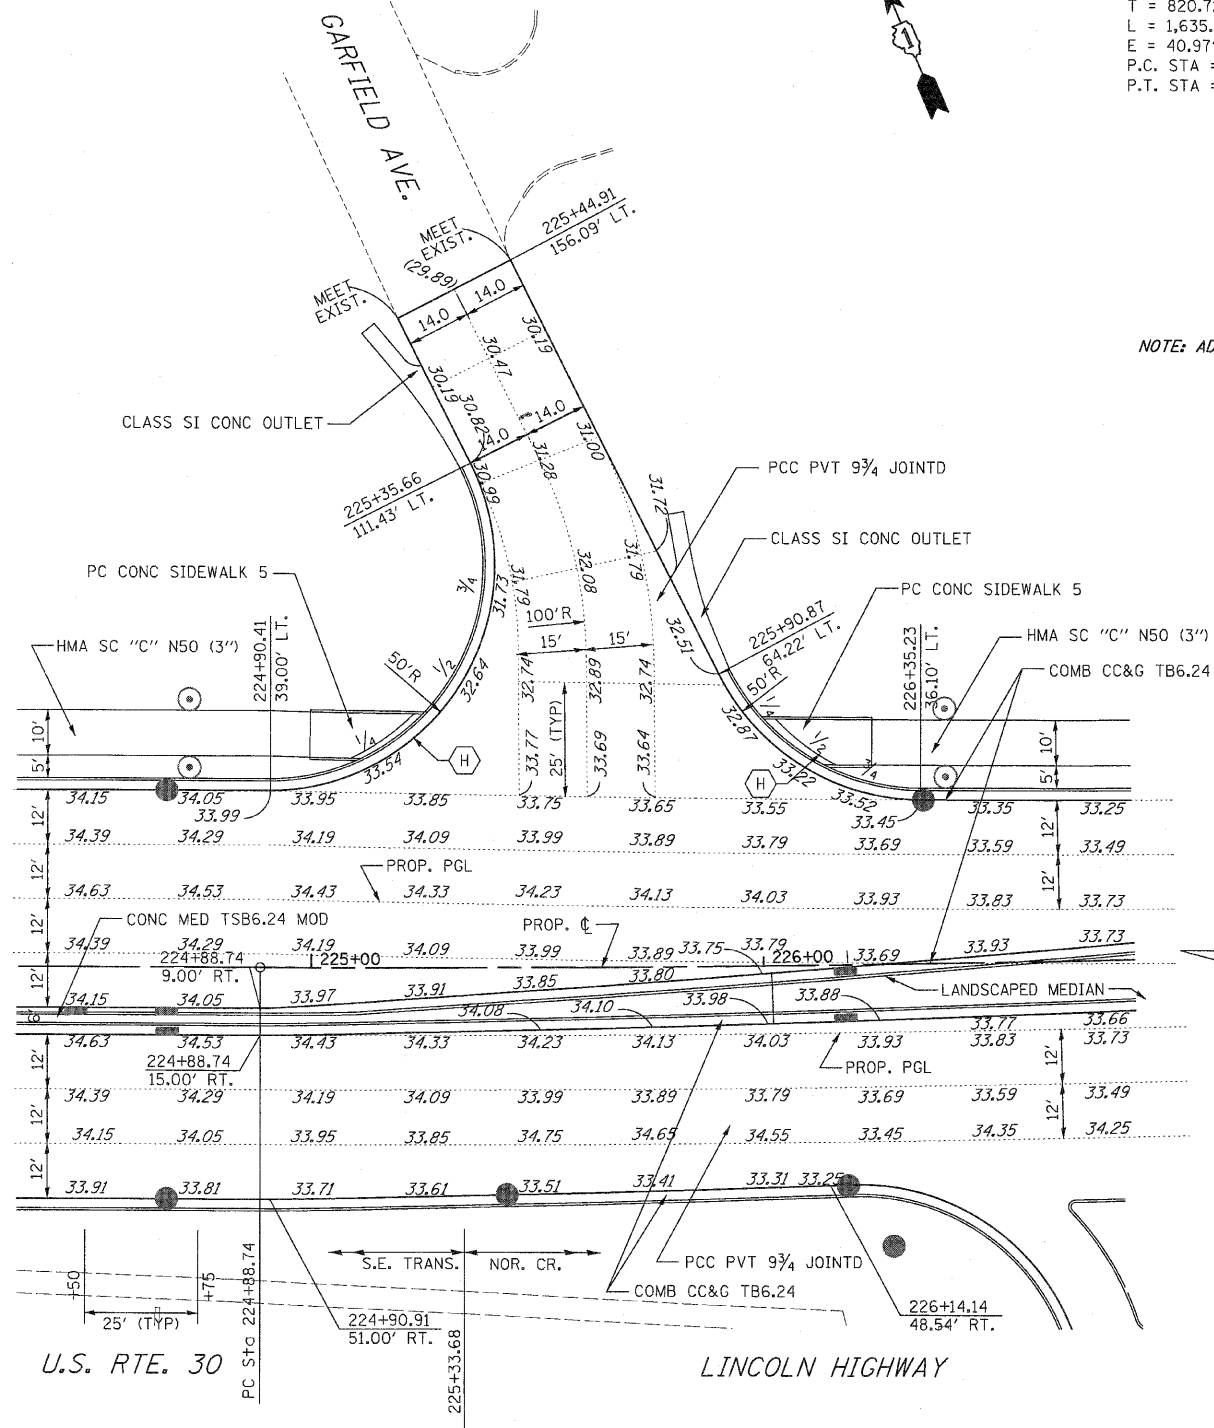 T = 820.7
L = 1,635.
E = 40.97'
P.C. STA =
P.T. STA =
1
GARFIELD AVE.
MEET
EXIST.
(29.89)
225+44.91
156.09' LT.
MEET
EXIST.
14.0
14.0
30.19
30.47
30.19
NOTE: AD
CLASS SI CONC OUTLET
30.82
14.0
14.0
31.00
31.28
30.99
225+35.66
111.43' LT.
PCC PVT 9¾ JOINTD
31.72
CLASS SI CONC OUTLET
PC CONC SIDEWALK 5
3/4
31.73
31.79
32.08
31.79
PC CONC SIDEWALK 5
100'R
15'
15'
HMA SC "C" N50 (3")
224+90.41
39.00' LT.
50'R
1/2
32.64
32.74
32.89
32.74
32.51
225+90.87
64.22' LT.
50'R
226+35.23
36.10' LT.
HMA SC "C" N50 (3")
COMB CC&G TB6.24
10'
5'
1/4
33.54
H
33.77
25' (TYP)
33.69
33.64
1/4
32.87
1/2
H
33.22
3/4
33.52
10'
5'
34.15 34.05 33.95 33.85 33.75 33.65 33.55 33.45 33.35 33.25
33.99
12'
12'
34.39 34.29 34.19 34.09 33.99 33.89 33.79 33.69 33.59 33.49
12'
PROP. PGL
12'
34.63 34.53 34.43 34.33 34.23 34.13 34.03 33.93 33.83 33.73
12'
CONC MED TSB6.24 MOD
PROP. ℄
34.39 34.29 34.19 34.09 33.99 33.89 33.75 33.79 33.69 33.93 33.73
224+88.74
9.00' RT.
225+00
226+00
12'
34.15 34.05 33.97 33.91 33.85 33.80
LANDSCAPED MEDIAN
6'
34.08 34.10 33.98 33.88 33.77 33.66
34.63 34.53 34.43 34.33 34.23 34.13 34.03 33.93 33.83 33.73
224+88.74
15.00' RT.
12'
PROP. PGL
12'
34.39 34.29 34.19 34.09 33.99 33.89 33.79 33.69 33.59 33.49
12'
12'
34.15 34.05 33.95 33.85 34.75 34.65 34.55 33.45 34.35 34.25
12'
33.91 33.81 33.71 33.61 33.51 33.41 33.31 33.25
+50
+75
25' (TYP)
PC Sta 224+88.74
S.E. TRANS.
NOR. CR.
PCC PVT 9¾ JOINTD
COMB CC&G TB6.24
224+90.91
51.00' RT.
225+33.68
226+14.14
48.54' RT.
U.S. RTE. 30
LINCOLN HIGHWAY